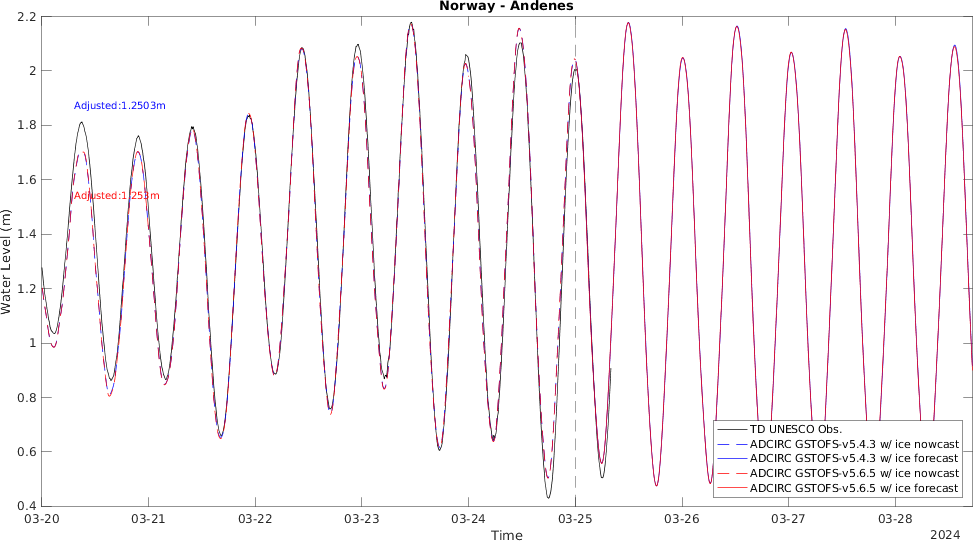 Norway - Andenes
2.2
2
1.8
1.6
1.4
1.2
1
0.8
0.6
0.4
Water Level (m)
Adjusted:1.2503m
Adjusted:1.253m
TD UNESCO Obs.
ADCIRC GSTOFS-v5.4.3 w/ ice nowcast
ADCIRC GSTOFS-v5.4.3 w/ ice forecast
ADCIRC GSTOFS-v5.6.5 w/ ice nowcast
ADCIRC GSTOFS-v5.6.5 w/ ice forecast
03-20 03-21 03-22 03-23 03-24 03-25 03-26 03-27 03-28
Time
2024